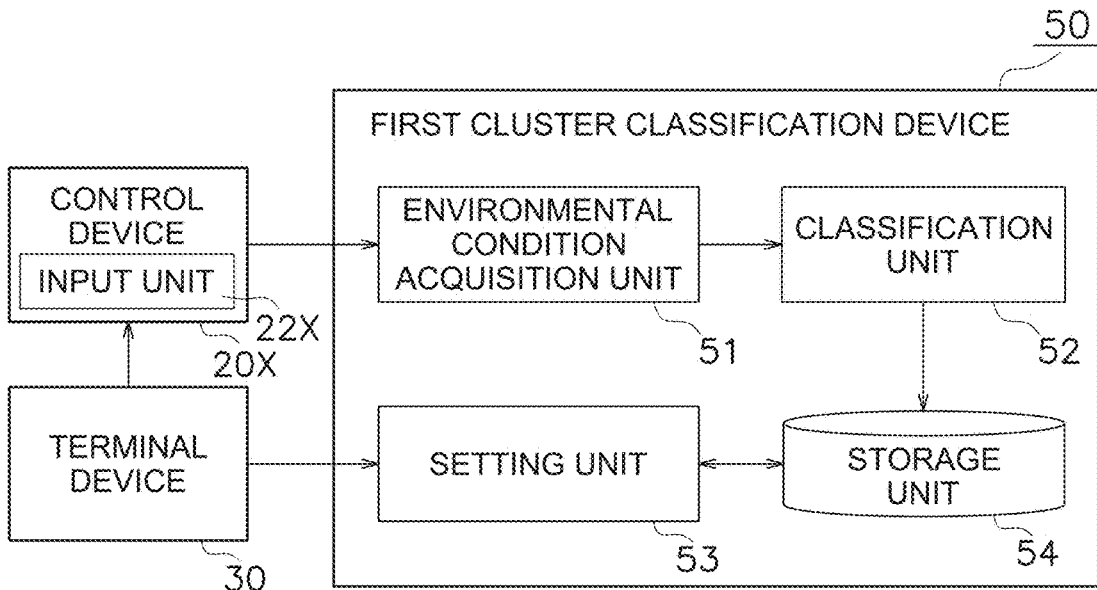 50
FIRST CLUSTER CLASSIFICATION DEVICE
CONTROL
DEVICE
INPUT UNIT
22X
20X
ENVIRONMENTAL
CONDITION
ACQUISITION UNIT
51
CLASSIFICATION
UNIT
52
TERMINAL
DEVICE
30
SETTING UNIT
53
STORAGE
UNIT
54